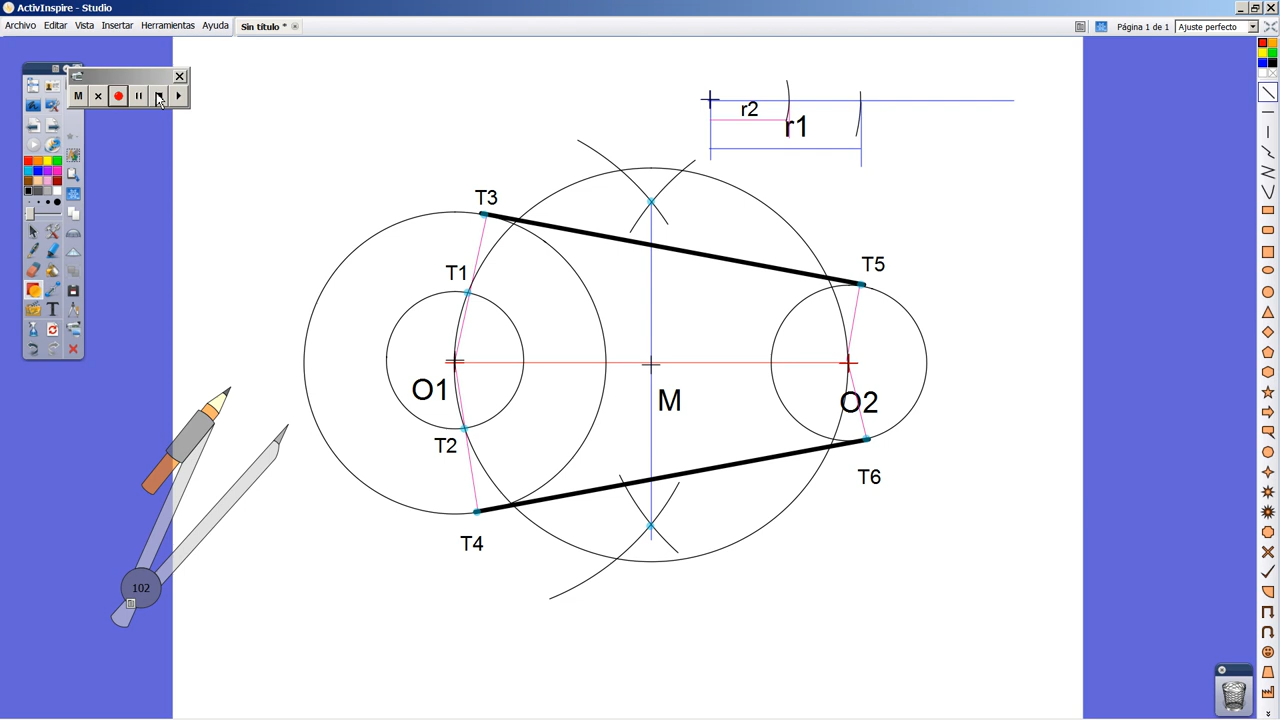 ActivInspire - Studio
Archivo Editar Vista Insertar Herramientas Ayuda
Sin título *
Página 1 de 1
Ajuste perfecto
M
r2
r1
T3
T5
T1
O1
M
O2
T2
T6
T4
102